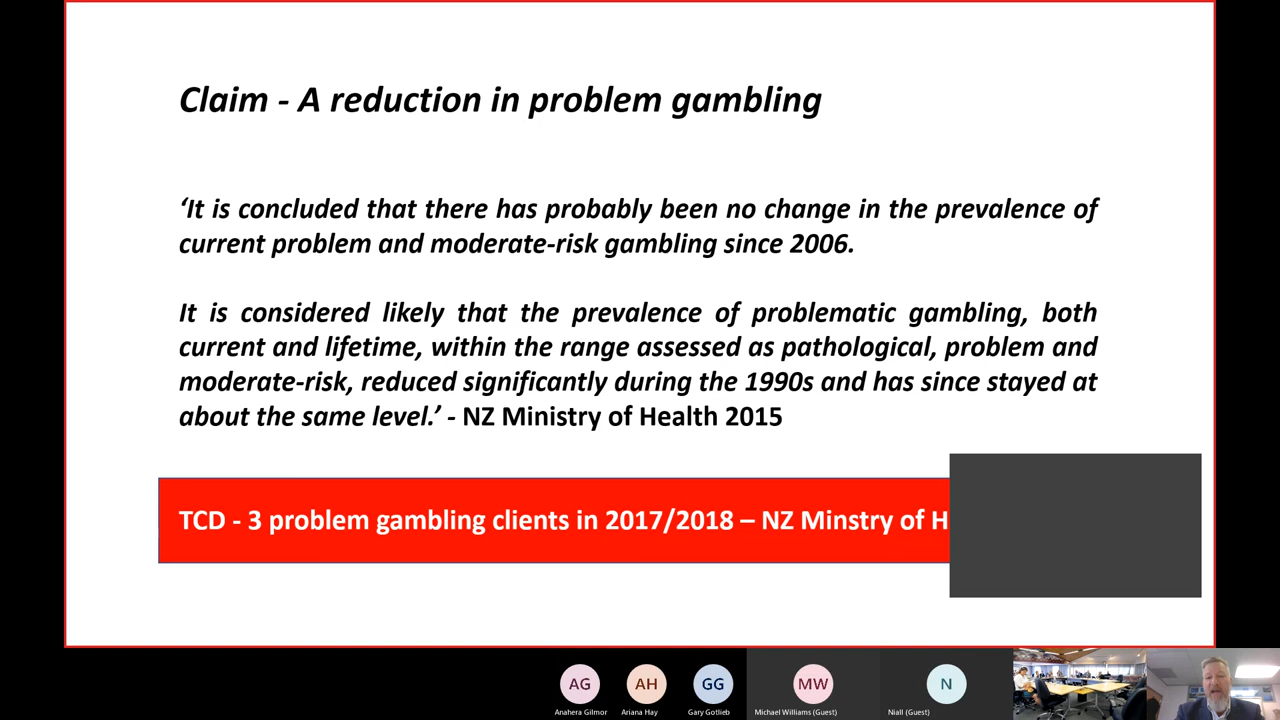 Claim - A reduction in problem gambling
‘It is concluded that there has probably been no change in the prevalence of
current problem and moderate-risk gambling since 2006.
It is considered likely that the prevalence of problematic gambling, both
current and lifetime, within the range assessed as pathological, problem and
moderate-risk, reduced significantly during the 1990s and has since stayed at
about the same level.’ - NZ Ministry of Health 2015
TCD - 3 problem gambling clients in 2017/2018 – NZ Minstry of H
AG AH GG MW N
Anahera Gilmor Ariana Hay Gary Gotlieb Michael Williams (Guest) Niall (Guest)